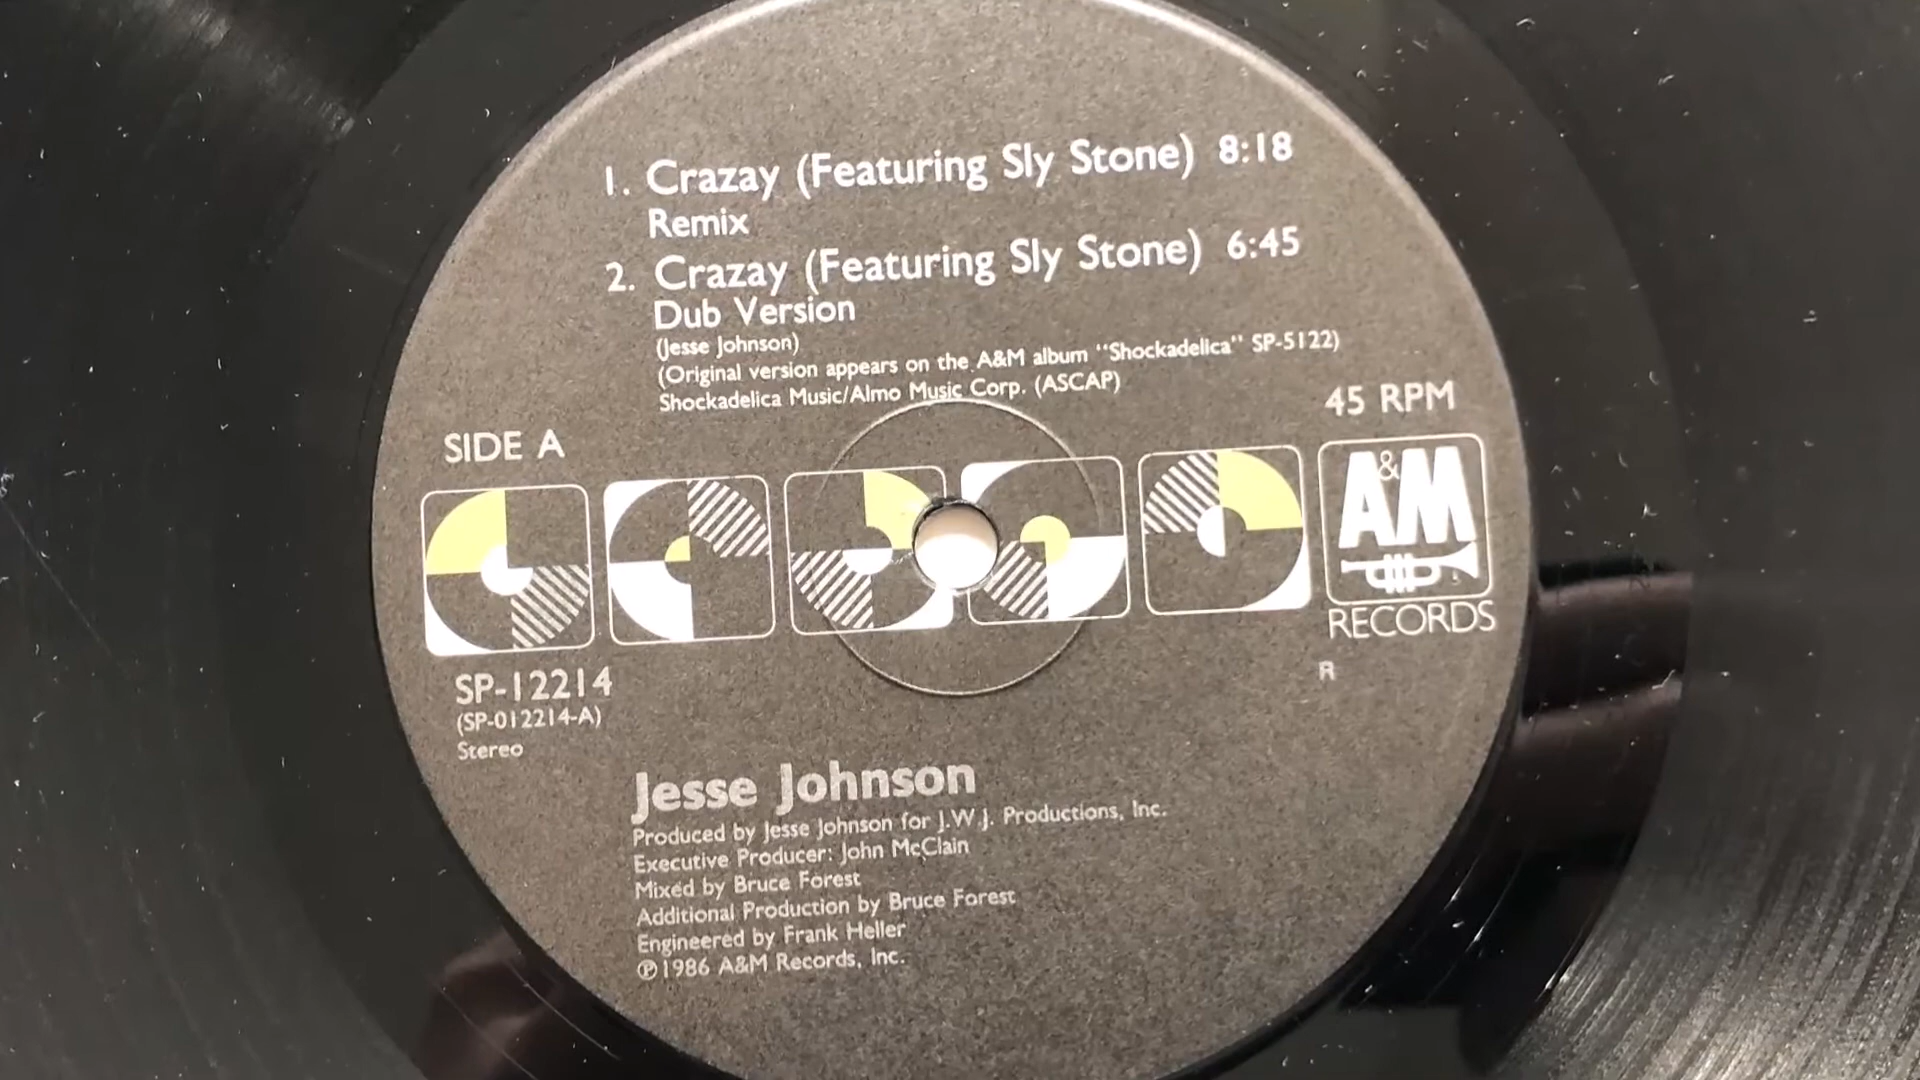 1. Crazay (Featuring Sly Stone) 8:18
Remix
2. Crazay (Featuring Sly Stone) 6:45
Dub Version
(Jesse Johnson)
(Original version appears on the A&M album "Shockadelica" SP-5122)
Shockadelica Music/Almo Music Corp. (ASCAP)
45 RPM
SIDE A
A&M
RECORDS
R
SP-12214
(SP-012214-A)
Stereo
Jesse Johnson
Produced by Jesse Johnson for J.W.J. Productions, Inc.
Executive Producer: John McClain
Mixed by Bruce Forest
Additional Production by Bruce Forest
Engineered by Frank Heller
℗1986 A&M Records, Inc.